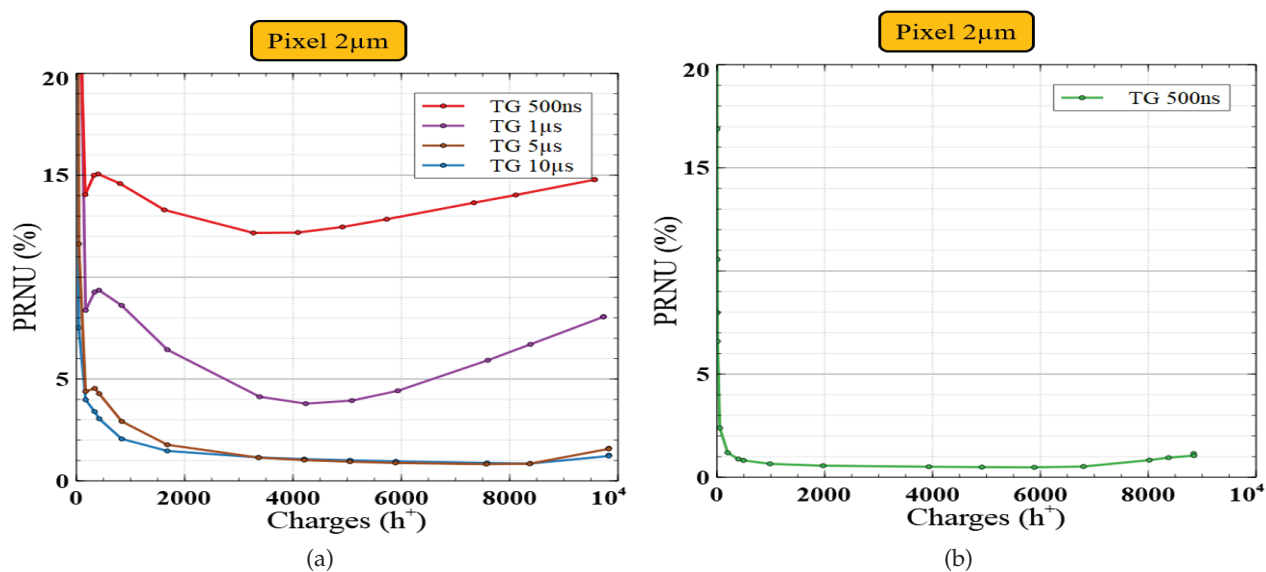 Pixel 2µm
20
15
5
0
PRNU (%)
TG 500ns
TG 1µs
TG 5µs
TG 10µs
0
2000
4000
6000
8000
10⁴
Charges (h⁺)
(a)
Pixel 2µm
20
15
5
0
PRNU (%)
TG 500ns
0
2000
4000
6000
8000
10⁴
Charges (h⁺)
(b)